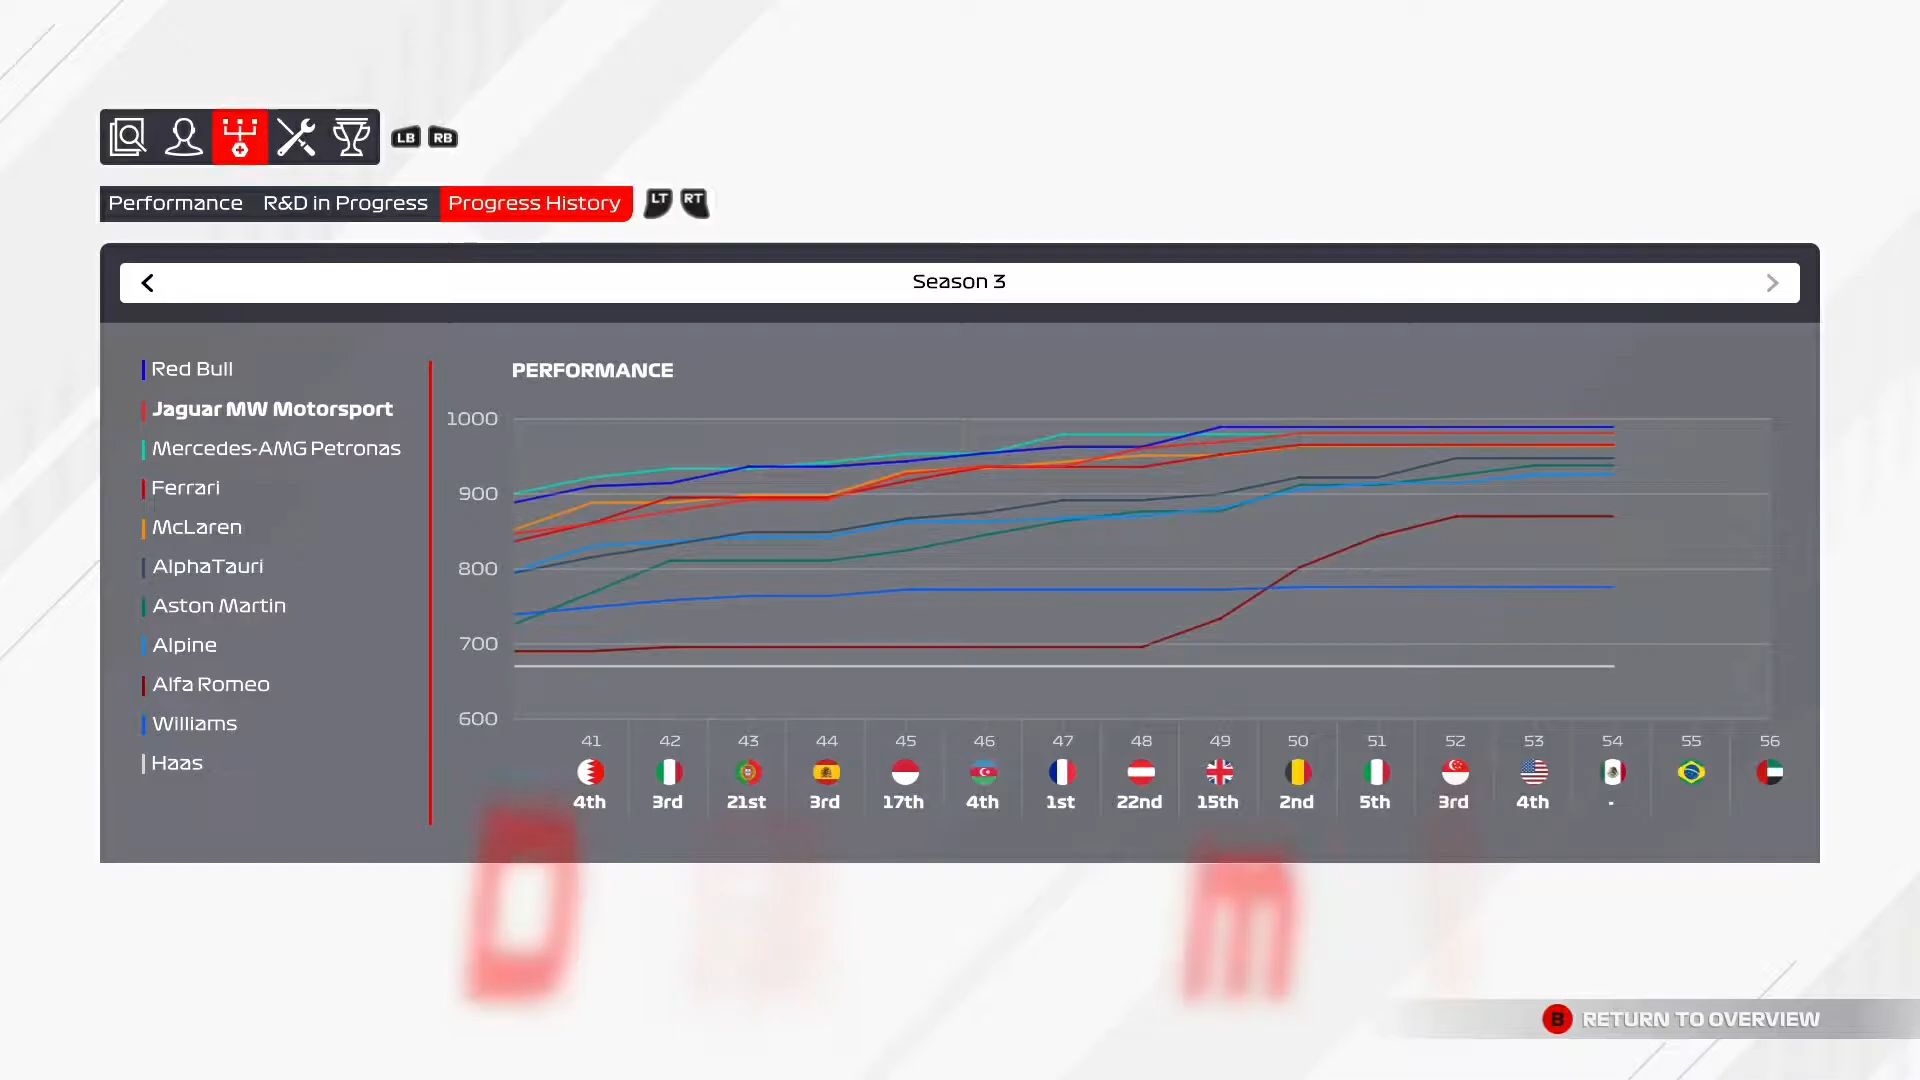 LB RB
Performance R&D in Progress Progress History LT RT
Season 3
Red Bull
Jaguar MW Motorsport
Mercedes-AMG Petronas
Ferrari
McLaren
AlphaTauri
Aston Martin
Alpine
Alfa Romeo
Williams
Haas
PERFORMANCE
1000
900
800
700
600
41 42 43 44 45 46 47 48 49 50 51 52 53 54 55 56
4th 3rd 21st 3rd 17th 4th 1st 22nd 15th 2nd 5th 3rd 4th -
B RETURN TO OVERVIEW